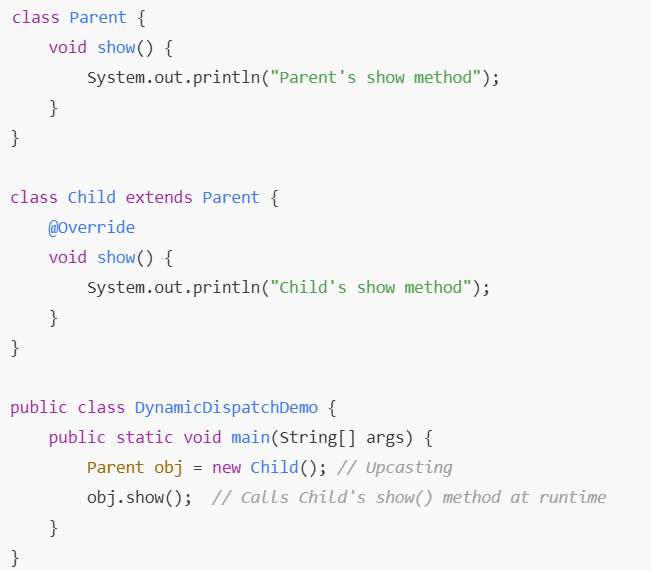 class Parent {
    void show() {
        System.out.println("Parent's show method");
    }
}

class Child extends Parent {
    @Override
    void show() {
        System.out.println("Child's show method");
    }
}

public class DynamicDispatchDemo {
    public static void main(String[] args) {
        Parent obj = new Child(); // Upcasting
        obj.show();  // Calls Child's show() method at runtime
    }
}